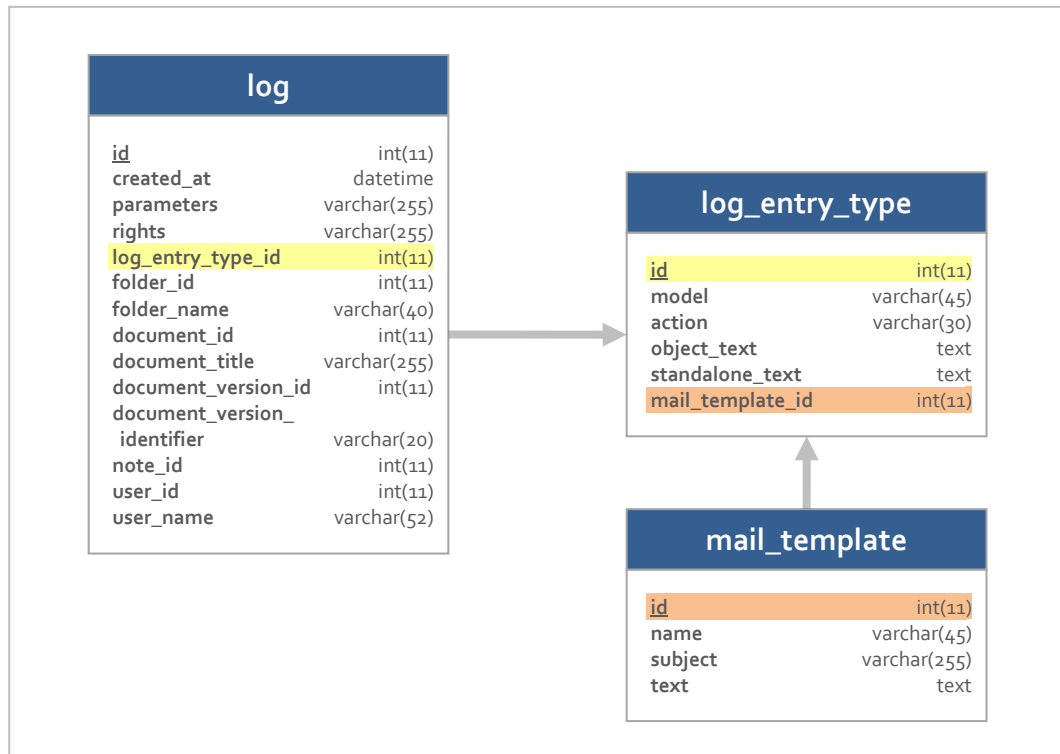 log
id int(11)
created_at datetime
parameters varchar(255)
rights varchar(255)
log_entry_type_id int(11)
folder_id int(11)
folder_name varchar(40)
document_id int(11)
document_title varchar(255)
document_version_id int(11)
document_version_
identifier varchar(20)
note_id int(11)
user_id int(11)
user_name varchar(52)
log_entry_type
id int(11)
model varchar(45)
action varchar(30)
object_text text
standalone_text text
mail_template_id int(11)
mail_template
id int(11)
name varchar(45)
subject varchar(255)
text text